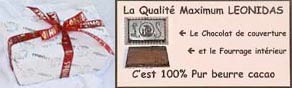 La Qualité Maximum LEONIDAS
← Le Chocolat de couverture
← et le Fourrage intérieur
C'est 100% Pur beurre cacao